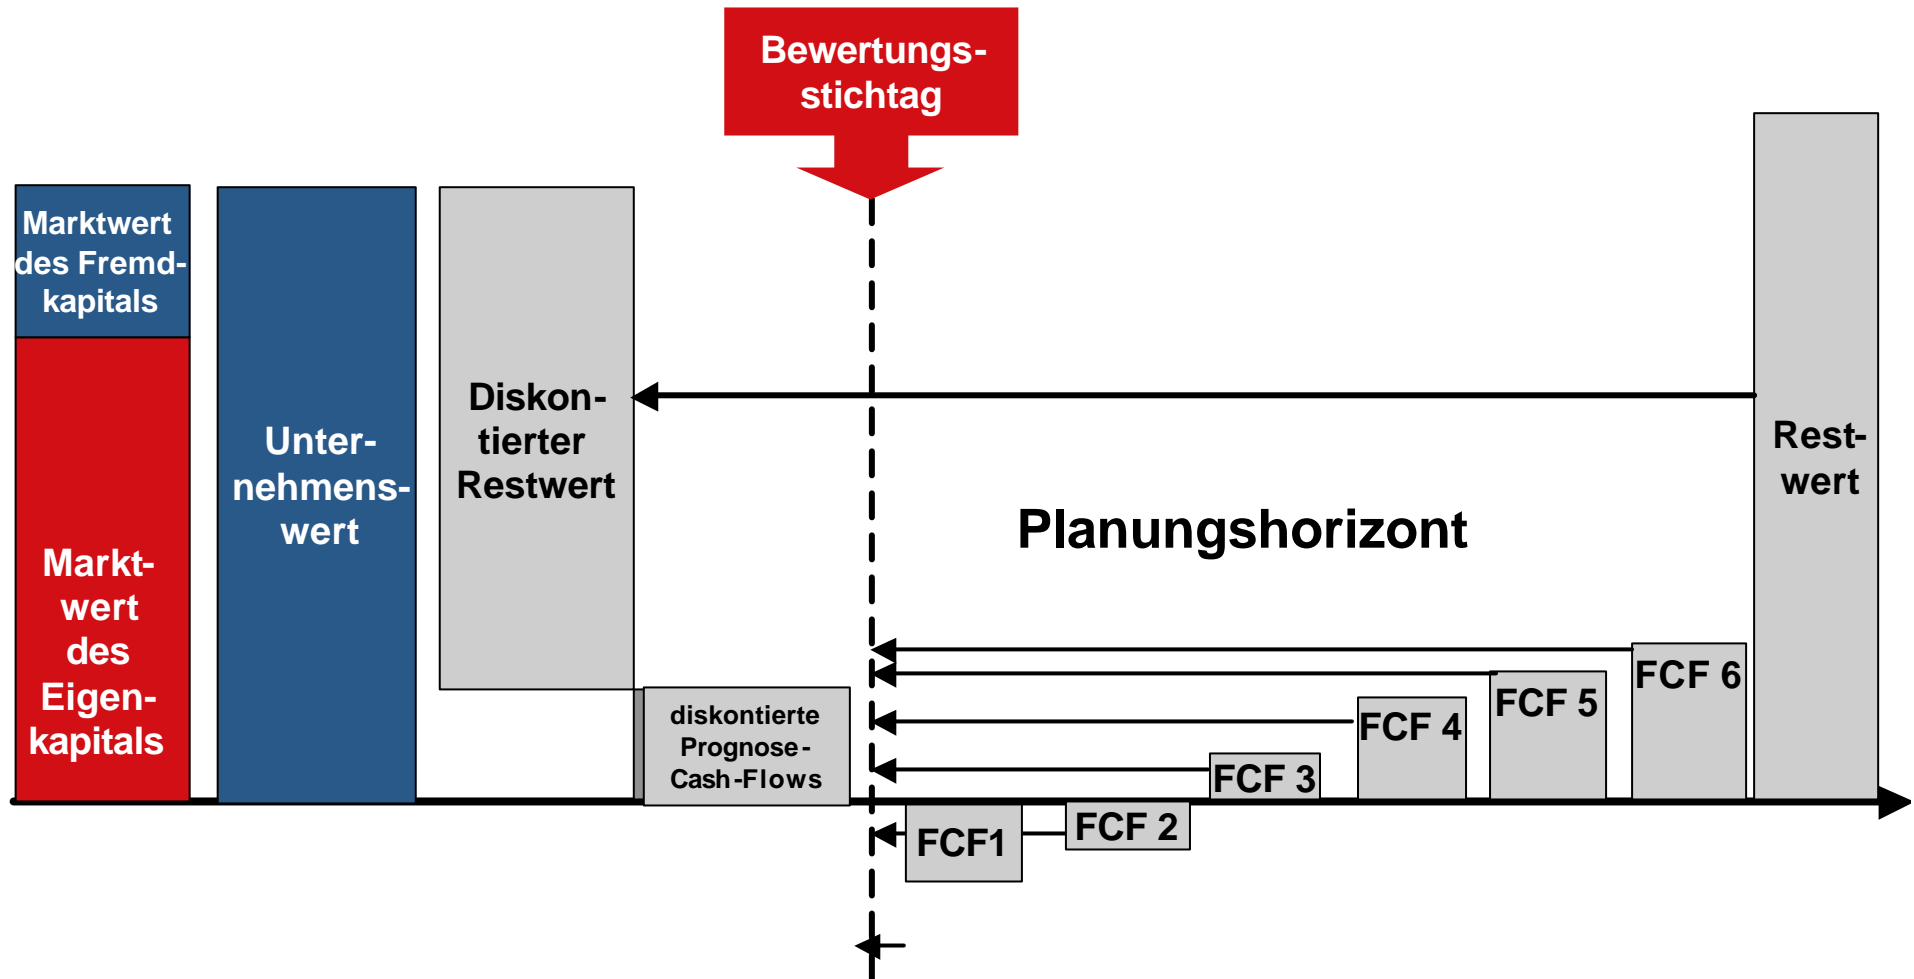 Bewertungs-
stichtag
Marktwert
des Fremd-
kapitals
Markt-
wert
des
Eigen-
kapitals
Unter-
nehmens-
wert
Diskon-
tierter
Restwert
diskontierte
Prognose-
Cash-Flows
Planungshorizont
FCF1
FCF 2
FCF 3
FCF 4
FCF 5
FCF 6
Rest-
wert